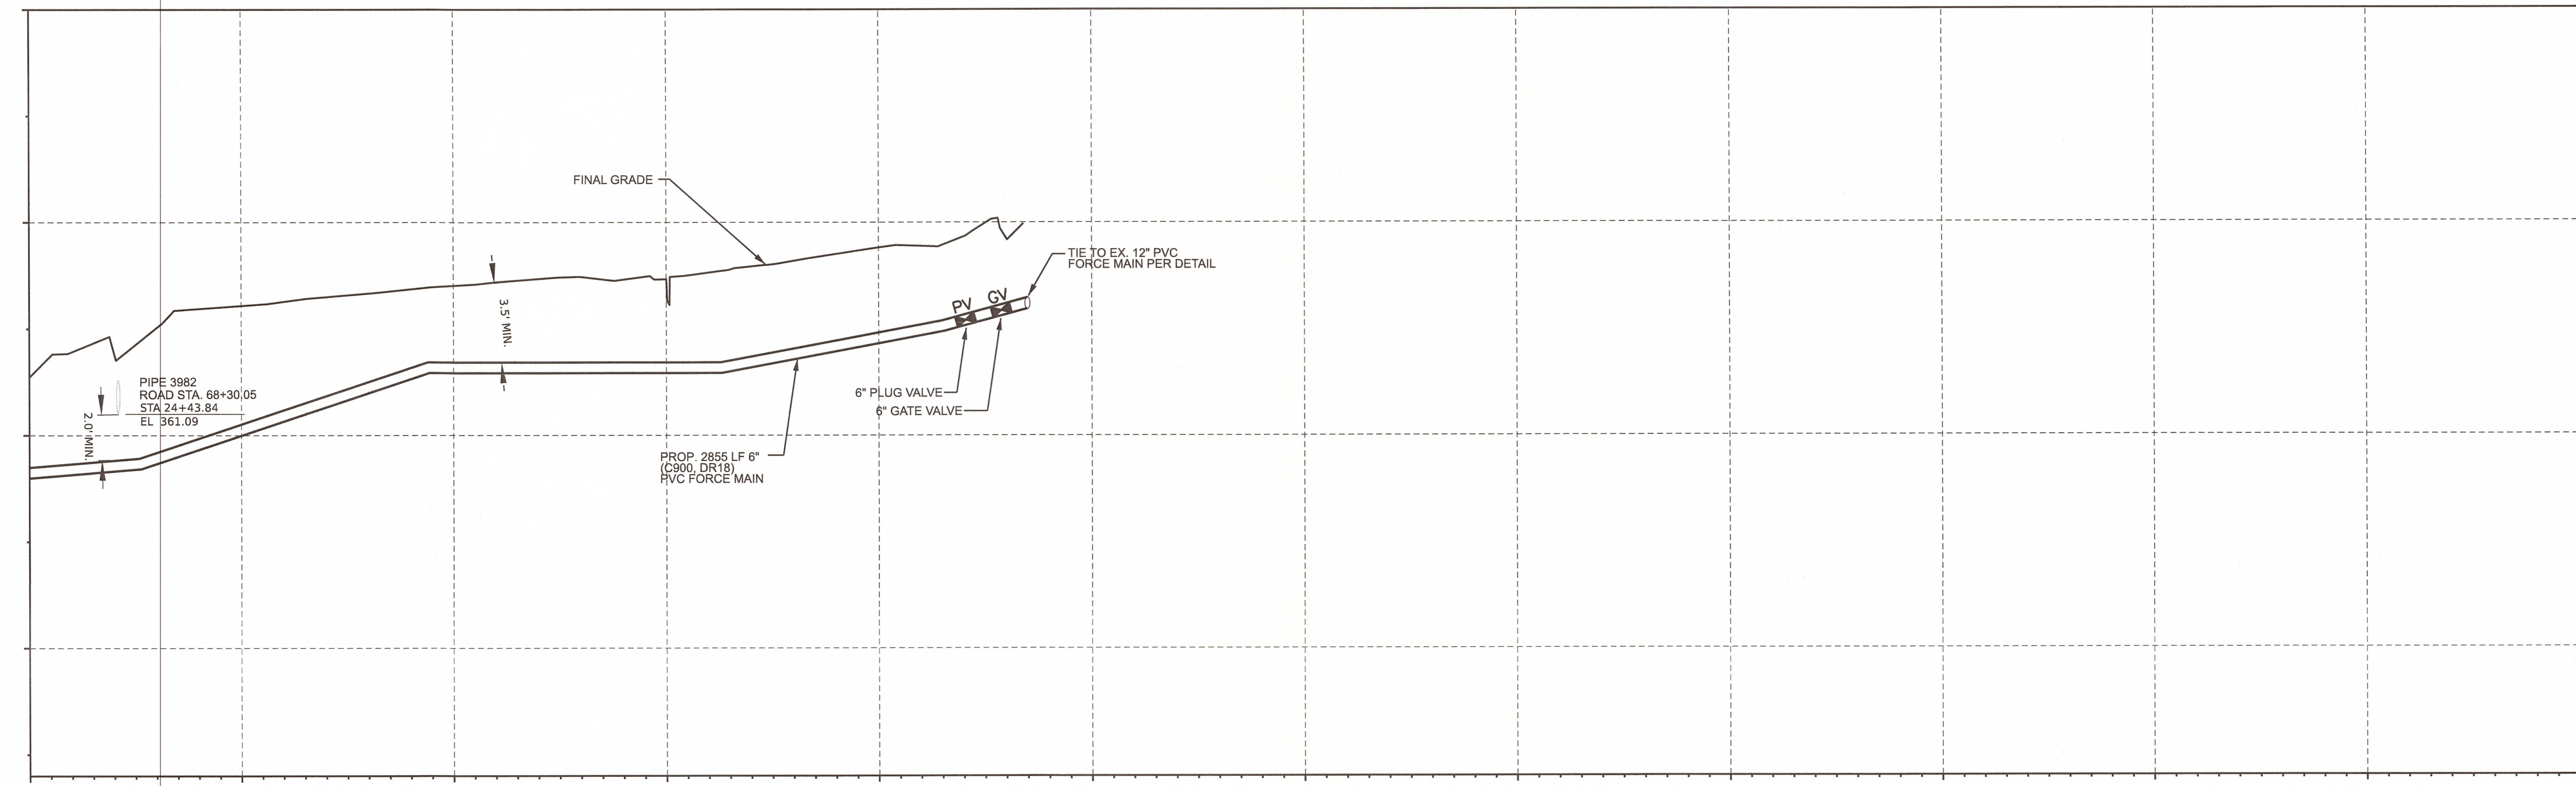 FINAL GRADE
TIE TO EX. 12" PVC
FORCE MAIN PER DETAIL
3.5' MIN.
PV
GV
PIPE 3982
ROAD STA. 68+30.05
STA 24+43.84
EL 361.09
2.0' MIN.
6" PLUG VALVE
6" GATE VALVE
PROP. 2855 LF 6"
(C900, DR18)
PVC FORCE MAIN